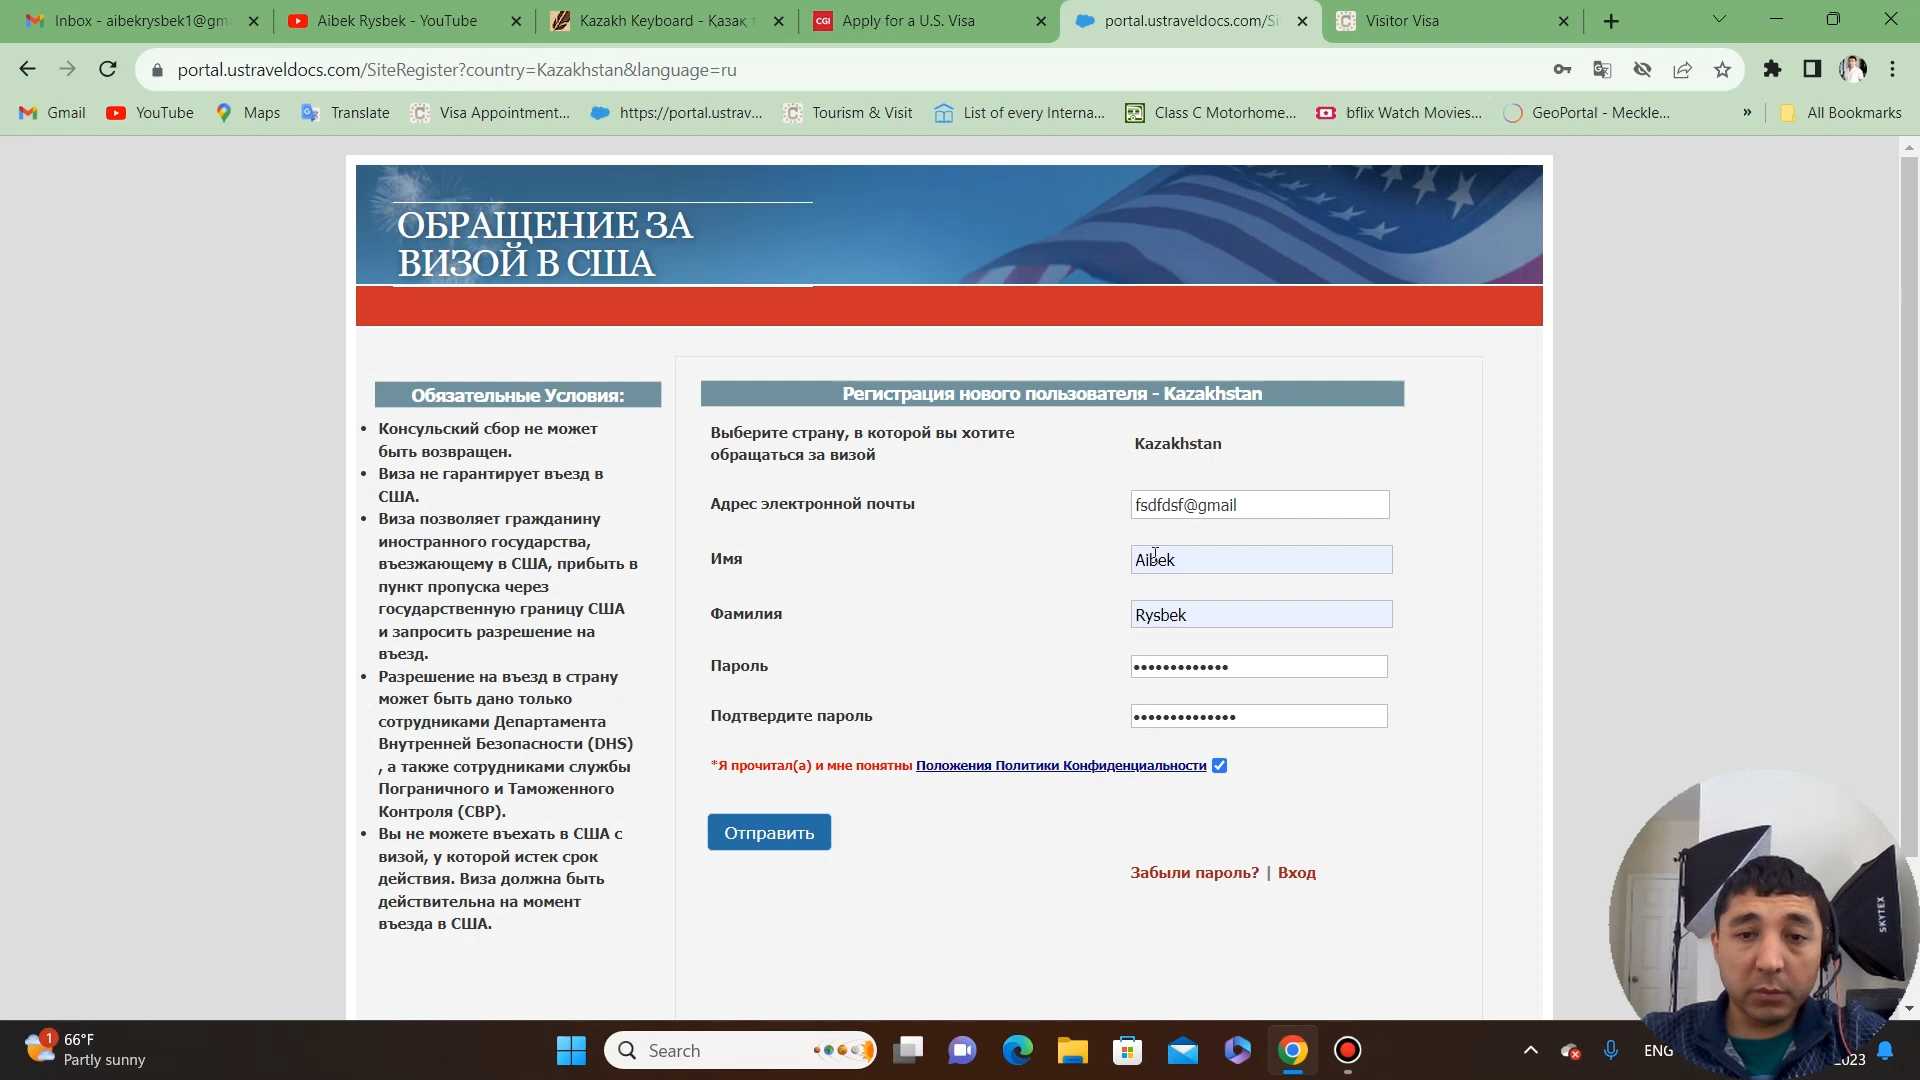 Inbox - aibekrysbek1@gm
Aibek Rysbek - YouTube
Kazakh Keyboard - Қазақ т
CGI
Apply for a U.S. Visa
portal.ustraveldocs.com/Si
Visitor Visa
portal.ustraveldocs.com/SiteRegister?country=Kazakhstan&language=ru
Gmail
YouTube
Maps
Translate
Visa Appointment...
https://portal.ustrav...
Tourism & Visit
List of every Interna...
Class C Motorhome...
bflix Watch Movies...
GeoPortal - Meckle...
»
All Bookmarks
ОБРАЩЕНИЕ ЗА
ВИЗОЙ В США
Обязательные Условия:
• Консульский сбор не может
быть возвращен.
• Виза не гарантирует въезд в
США.
• Виза позволяет гражданину
иностранного государства,
въезжающему в США, прибыть в
пункт пропуска через
государственную границу США
и запросить разрешение на
въезд.
• Разрешение на въезд в страну
может быть дано только
сотрудниками Департамента
Внутренней Безопасности (DHS)
, а также сотрудниками службы
Пограничного и Таможенного
Контроля (CBP).
• Вы не можете въехать в США с
визой, у которой истек срок
действия. Виза должна быть
действительна на момент
въезда в США.
Регистрация нового пользователя - Kazakhstan
Выберите страну, в которой вы хотите
обращаться за визой
Kazakhstan
Адрес электронной почты
fsdfdsf@gmail
Имя
Aibek
Фамилия
Rysbek
Пароль
•••••••••••••
Подтвердите пароль
••••••••••••••
*Я прочитал(а) и мне понятны Положения Политики Конфиденциальности
Отправить
Забыли пароль? | Вход
SKYTEX
1
66°F
Partly sunny
Search
ENG
2023